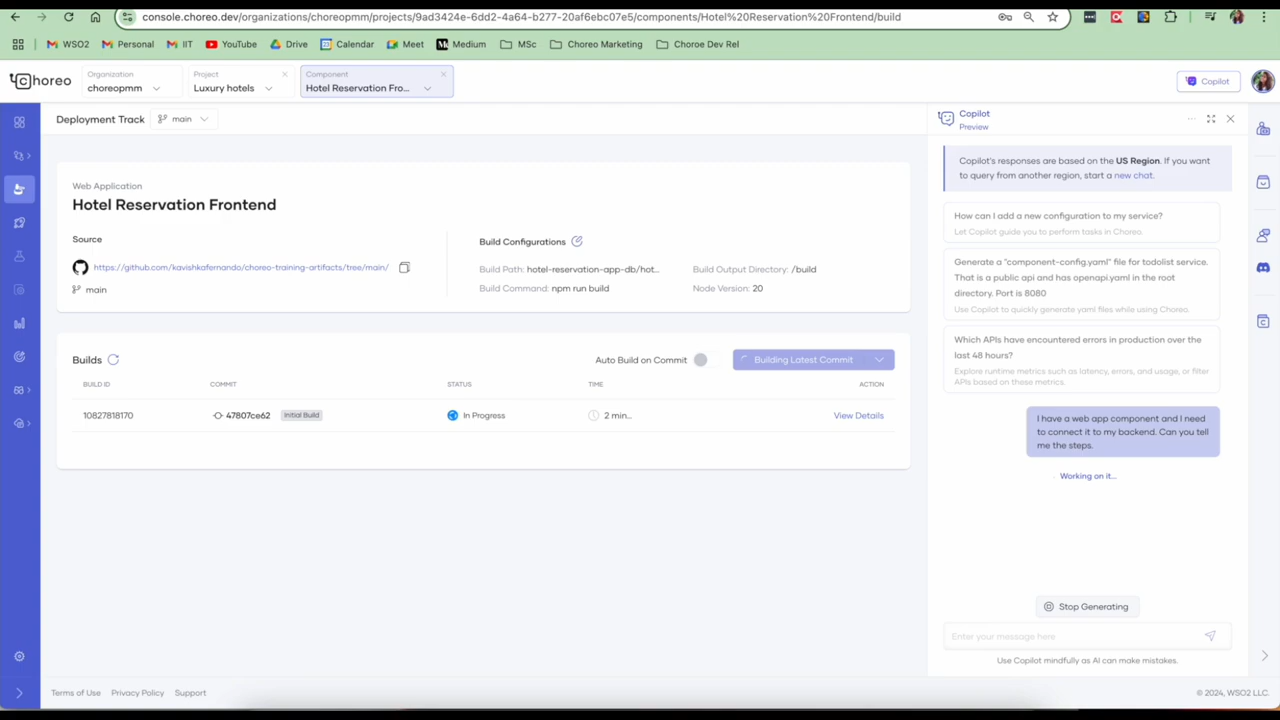 console.choreo.dev/organizations/choreopmm/projects/9ad3424e-6dd2-4a64-b277-20af6ebc07e5/components/Hotel%20Reservation%20Frontend/build
WSO2 Personal IIT YouTube Drive Calendar Meet Medium MSc Choreo Marketing Choroe Dev Rel
choreo
Organization
choreopmm
Project
Luxury hotels
Component
Hotel Reservation Fro...
Copilot
Deployment Track main
Web Application
Hotel Reservation Frontend
Source
https://github.com/kavishkafernando/choreo-training-artifacts/tree/main/
main
Build Configurations
Build Path: hotel-reservation-app-db/hot...
Build Output Directory: /build
Build Command: npm run build
Node Version: 20
Builds
Auto Build on Commit
Building Latest Commit
BUILD ID COMMIT STATUS TIME ACTION
10827818170 47807ce62 Initial Build In Progress 2 min... View Details
Copilot
Preview
Copilot's responses are based on the US Region. If you want
to query from another region, start a new chat.
How can I add a new configuration to my service?
Let Copilot guide you to perform tasks in Choreo.
Generate a "component-config.yaml" file for todolist service.
That is a public api and has openapi.yaml in the root
directory. Port is 8080
Use Copilot to quickly generate yaml files while using Choreo.
Which APIs have encountered errors in production over the
last 48 hours?
Explore runtime metrics such as latency, errors, and usage, or filter
APIs based on these metrics.
I have a web app component and I need
to connect it to my backend. Can you tell
me the steps.
Working on it...
Stop Generating
Enter your message here
Use Copilot mindfully as AI can make mistakes.
Terms of Use Privacy Policy Support
© 2024, WSO2 LLC.